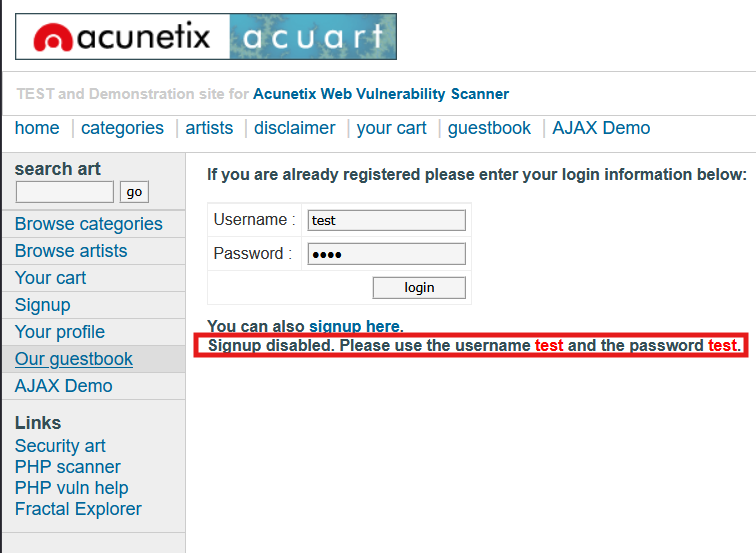 acunetix acuart
TEST and Demonstration site for Acunetix Web Vulnerability Scanner
home | categories | artists | disclaimer | your cart | guestbook | AJAX Demo
search art
go
Browse categories
Browse artists
Your cart
Signup
Your profile
Our guestbook
AJAX Demo
Links
Security art
PHP scanner
PHP vuln help
Fractal Explorer
If you are already registered please enter your login information below:
Username : test
Password : ••••
login
You can also signup here.
Signup disabled. Please use the username test and the password test.